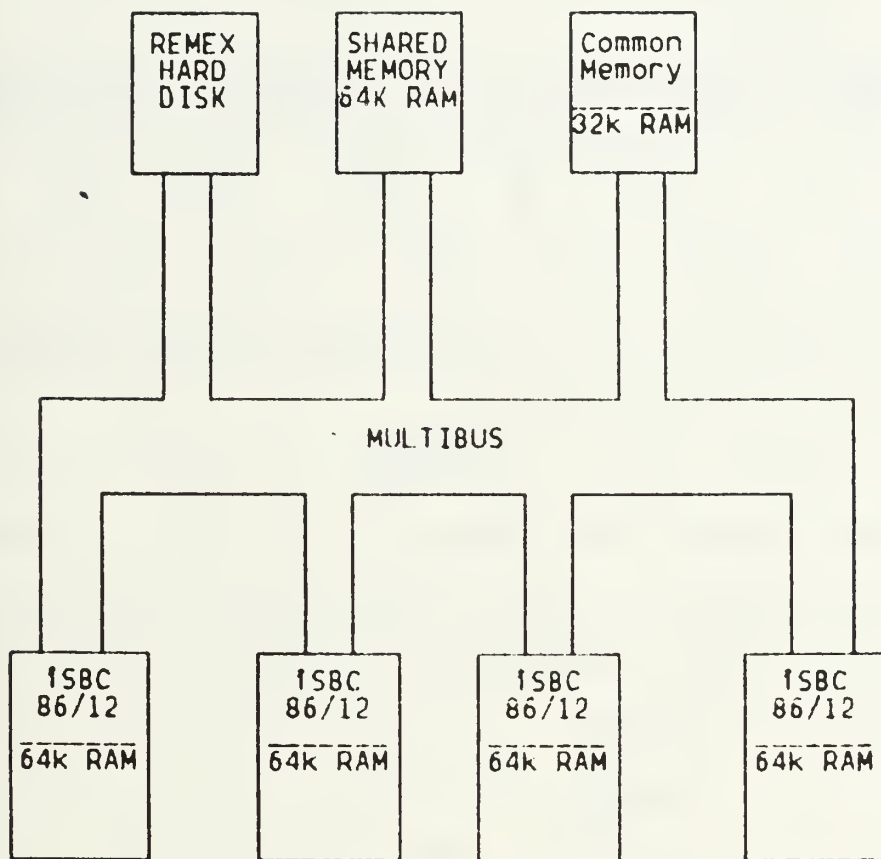 REMEX
HARD
DISK
SHARED
MEMORY
64K RAM
Common
Memory
32k RAM
MULTIBUS
iSBC
86/12
64k RAM
iSBC
86/12
64k RAM
iSBC
86/12
64k RAM
iSBC
86/12
64k RAM